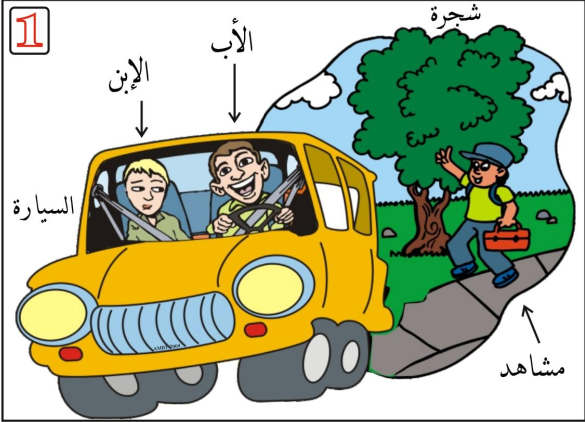 1
شجرة
الأب
الإبن
السيارة
مشاهد